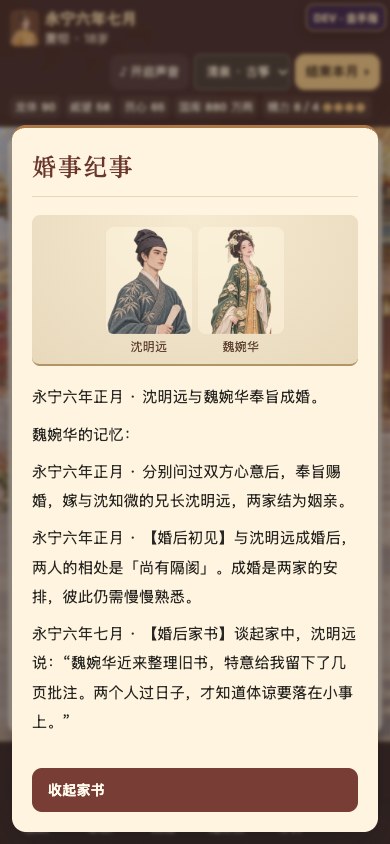 永宁六年七月
DEV · 选手指
♪ 开启声音
清爽 · 古筝
结束本月 ›
婚事纪事
沈明远
魏婉华
永宁六年正月 · 沈明远与魏婉华奉旨成婚。
魏婉华的记忆：
永宁六年正月 · 分别问过双方心意后，奉旨赐
婚，嫁与沈知微的兄长沈明远，两家结为姻亲。
永宁六年正月 · 【婚后初见】与沈明远成婚后，
两人的相处是「尚有隔阂」。成婚是两家的安
排，彼此仍需慢慢熟悉。
永宁六年七月 · 【婚后家书】谈起家中，沈明远
说：“魏婉华近来整理旧书，特意给我留下了几
页批注。两个人过日子，才知道体谅要落在小事
上。”
收起家书